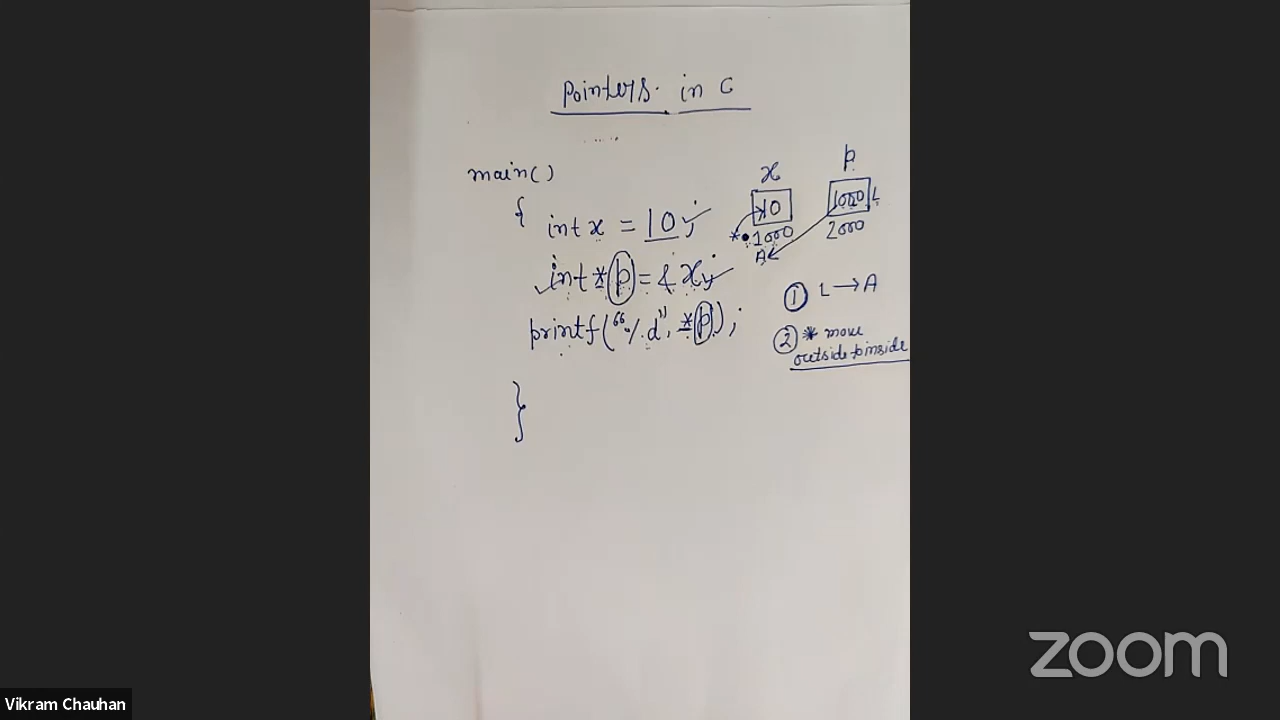 Pointers in C
main()
{
int x = 10;
int *p = &x;
printf("%d", *p);
}
x
10
* 1000
A
p
1000 L
2000
① L → A
② * move
outside to inside
zoom
Vikram Chauhan